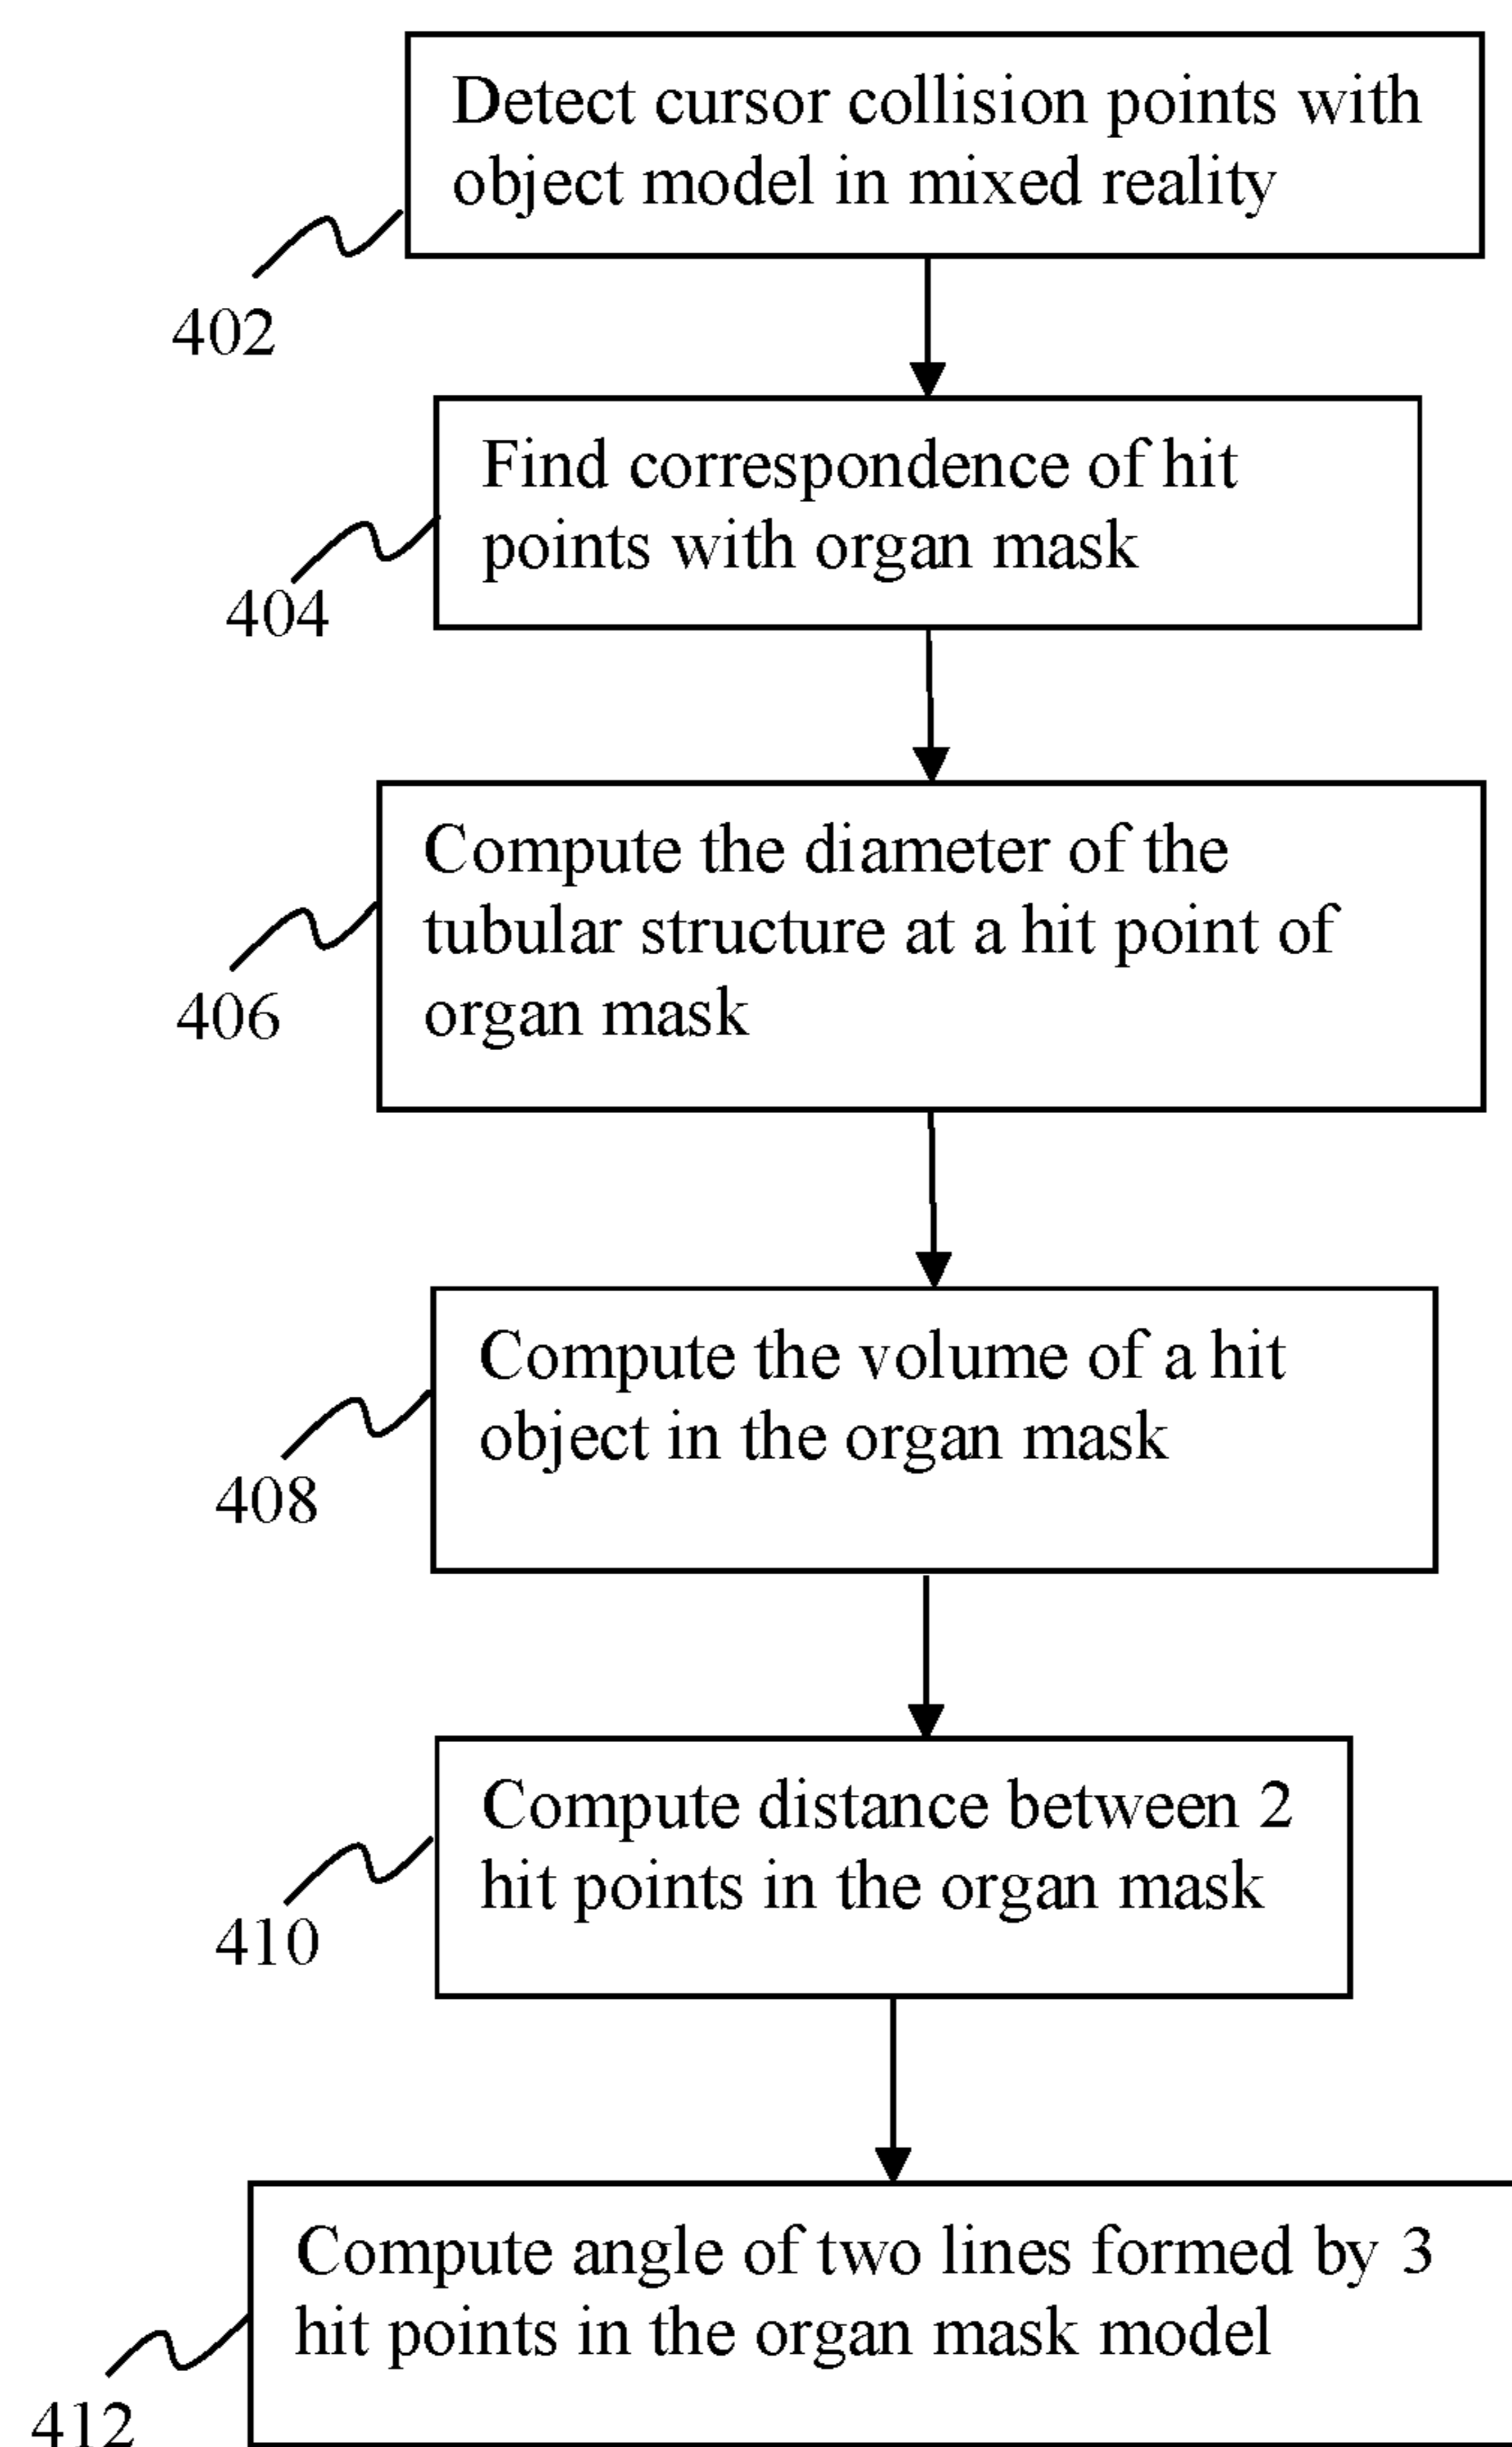 Detect cursor collision points with
object model in mixed reality
402
Find correspondence of hit
points with organ mask
404
Compute the diameter of the
tubular structure at a hit point of
organ mask
406
Compute the volume of a hit
object in the organ mask
408
Compute distance between 2
hit points in the organ mask
410
Compute angle of two lines formed by 3
hit points in the organ mask model
412